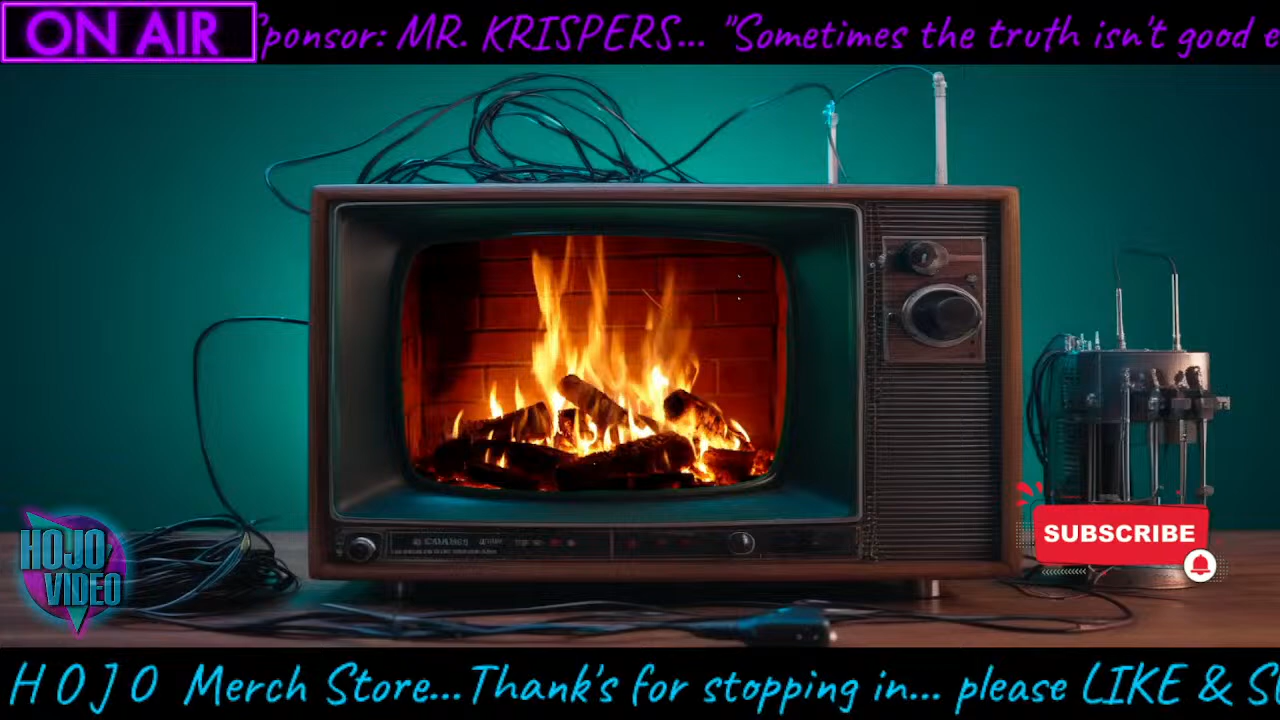 ON AIR
ponsor: MR. KRISPERS... "Sometimes the truth isn't good e
SUBSCRIBE
HOJO
VIDEO
H O J O Merch Store... Thank's for stopping in... please LIKE & S